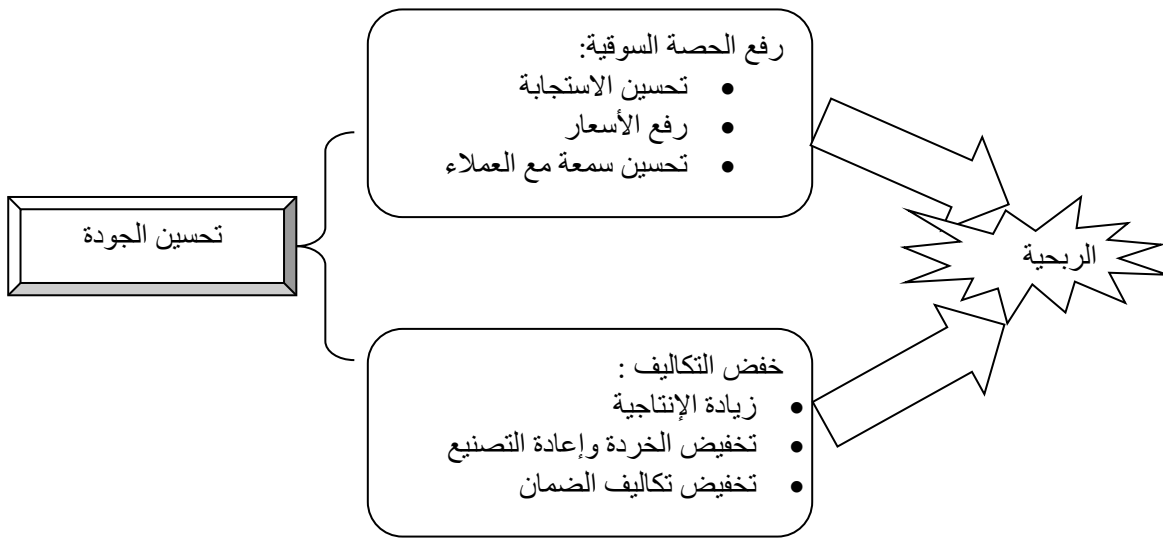 رفع الحصة السوقية:
• تحسين الاستجابة
• رفع الأسعار
• تحسين سمعة مع العملاء
تحسين الجودة
الربحية
خفض التكاليف :
• زيادة الإنتاجية
• تخفيض الخردة وإعادة التصنيع
• تخفيض تكاليف الضمان